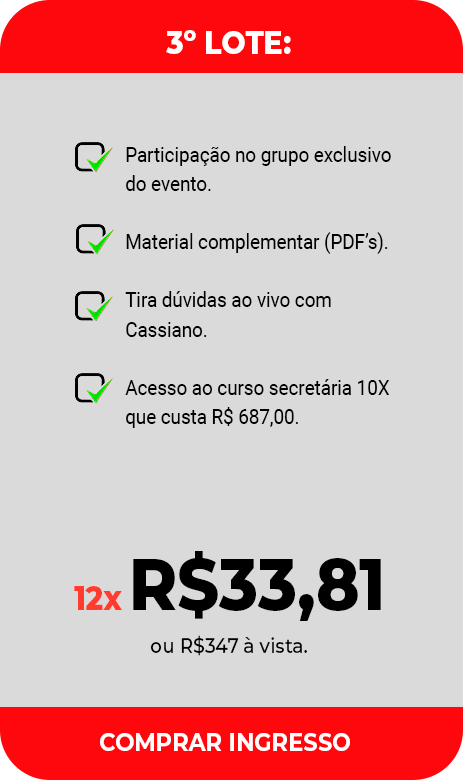 3º LOTE:
Participação no grupo exclusivo
do evento.
Material complementar (PDF’s).
Tira dúvidas ao vivo com
Cassiano.
Acesso ao curso secretária 10X
que custa R$ 687,00.
12x R$33,81
ou R$347 à vista.
COMPRAR INGRESSO